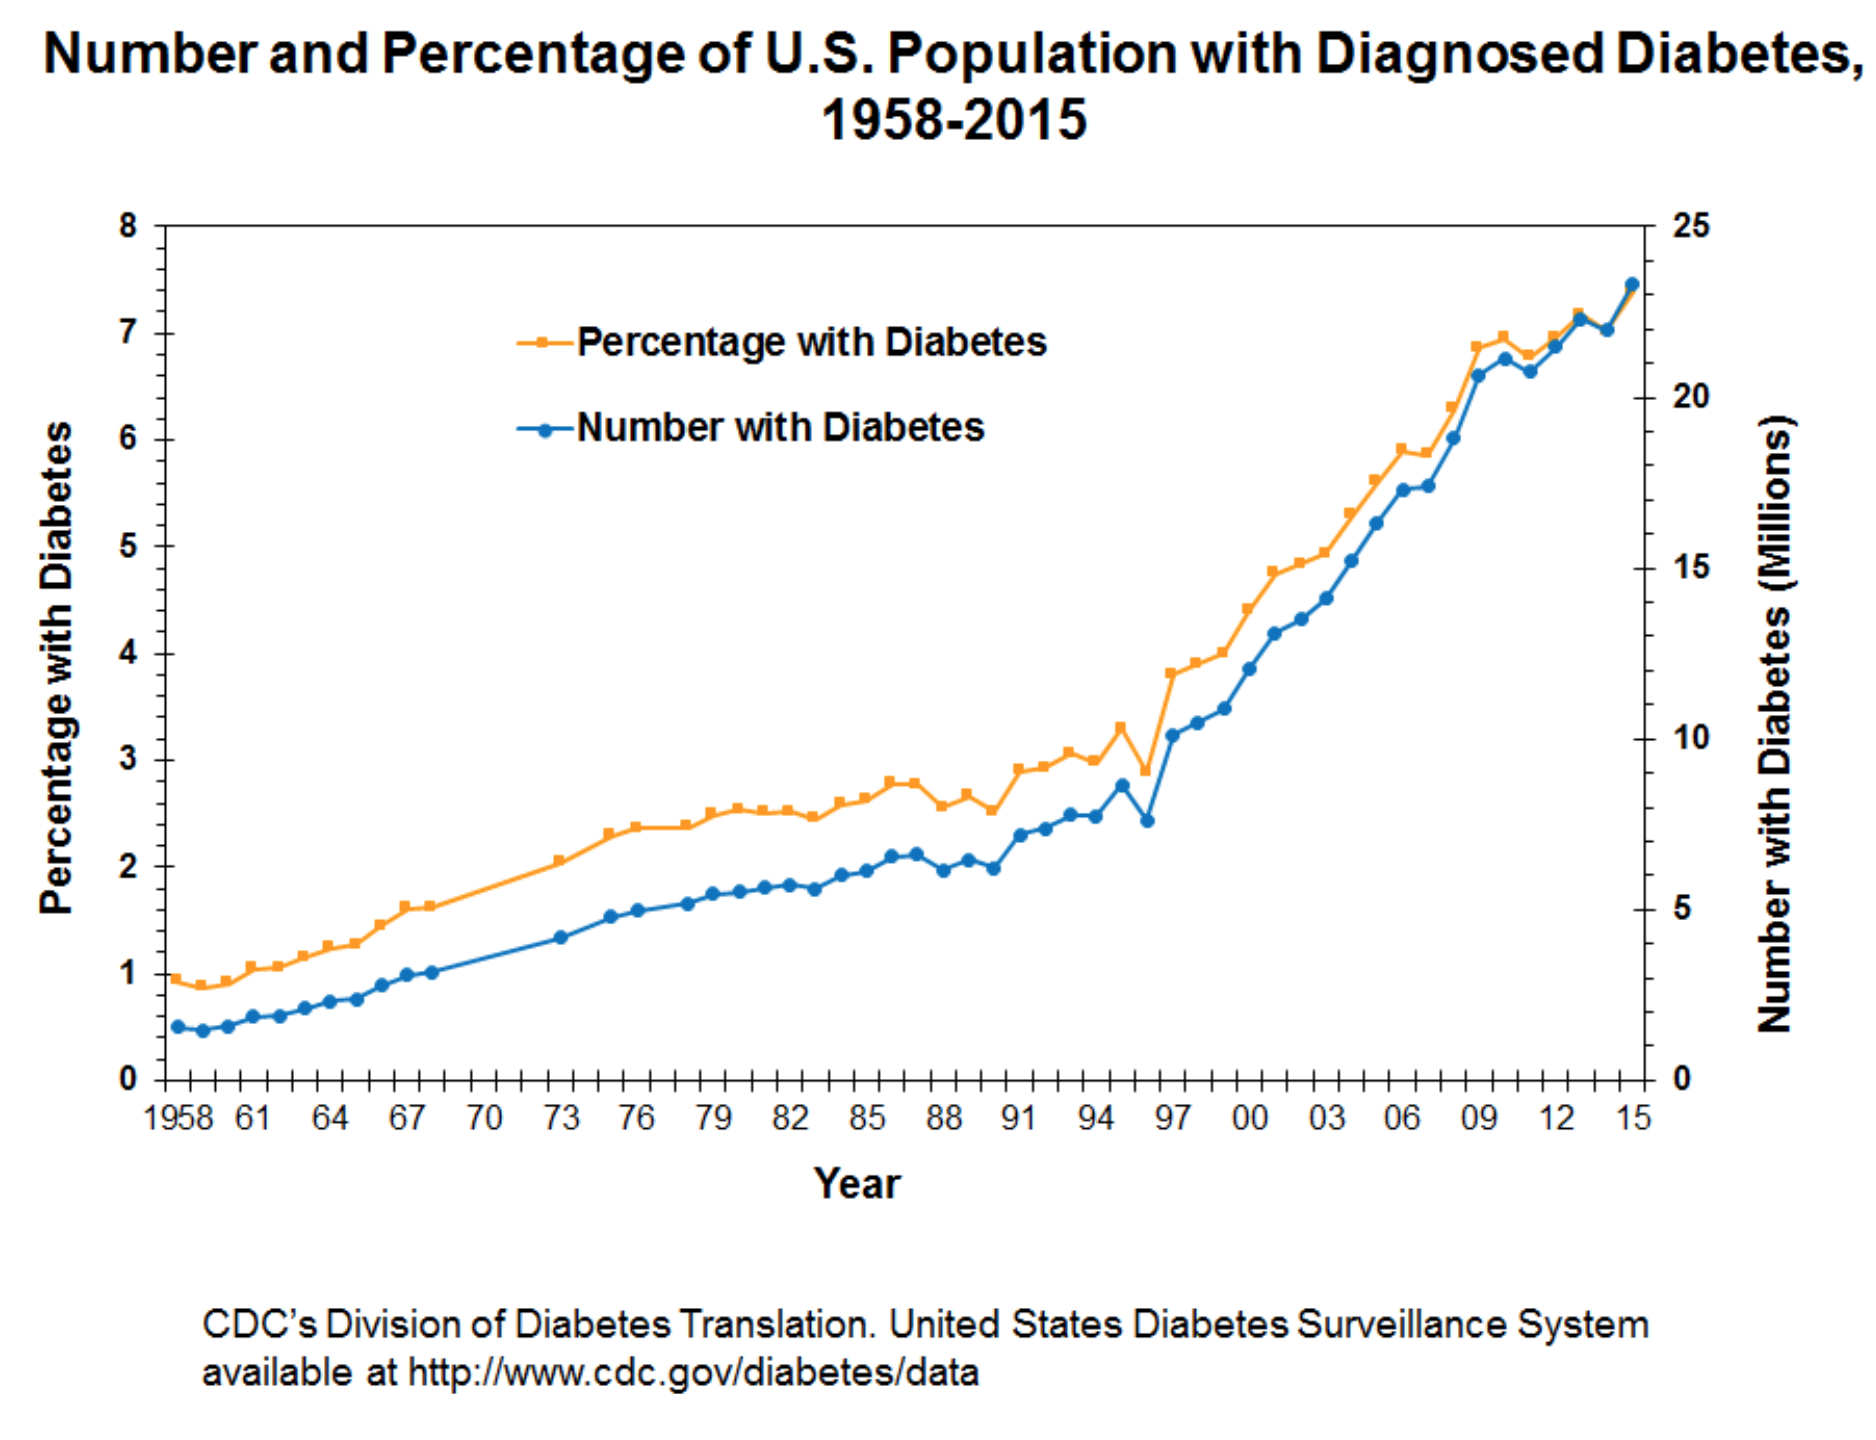 Number and Percentage of U.S. Population with Diagnosed Diabetes,
1958-2015
Percentage with Diabetes
8
7
6
5
4
3
2
1
0
Percentage with Diabetes
Number with Diabetes
25
20
15
10
5
0
Number with Diabetes (Millions)
1958 61 64 67 70 73 76 79 82 85 88 91 94 97 00 03 06 09 12 15
Year
CDC’s Division of Diabetes Translation. United States Diabetes Surveillance System
available at http://www.cdc.gov/diabetes/data